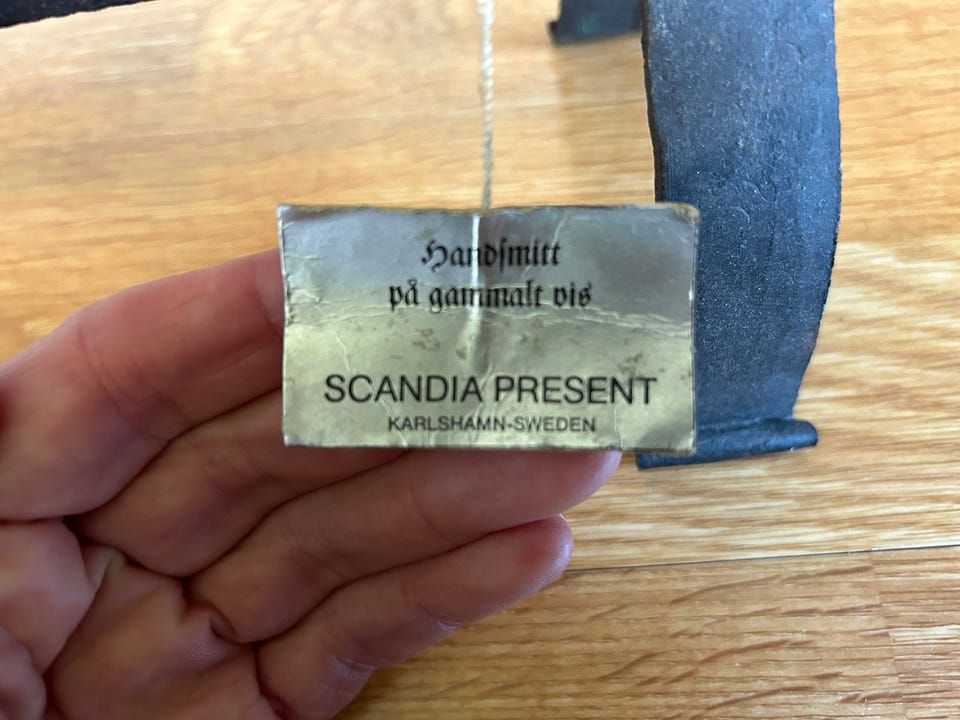 Handſmitt
på gammalt vis
SCANDIA PRESENT
KARLSHAMN-SWEDEN